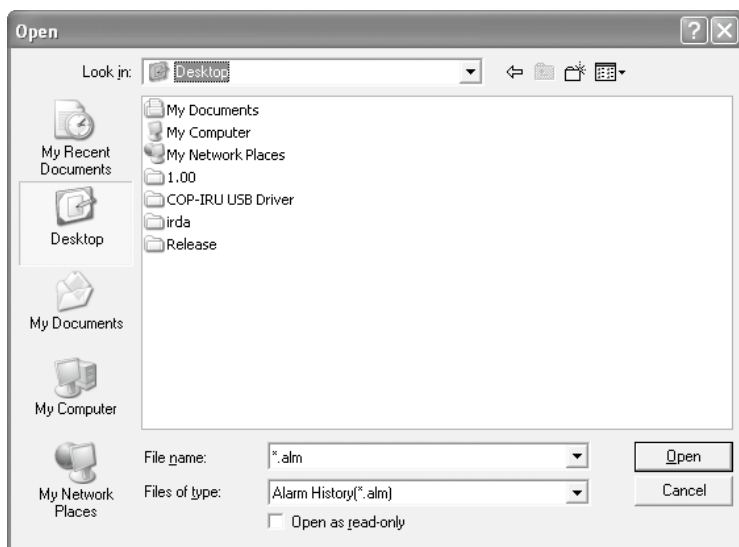 Open
Look in:
Desktop
My Recent
Documents
Desktop
My Documents
My Computer
My Network
Places
My Documents
My Computer
My Network Places
1.00
COP-IRU USB Driver
irda
Release
File name:
*.alm
Open
Files of type:
Alarm History(*.alm)
Cancel
Open as read-only